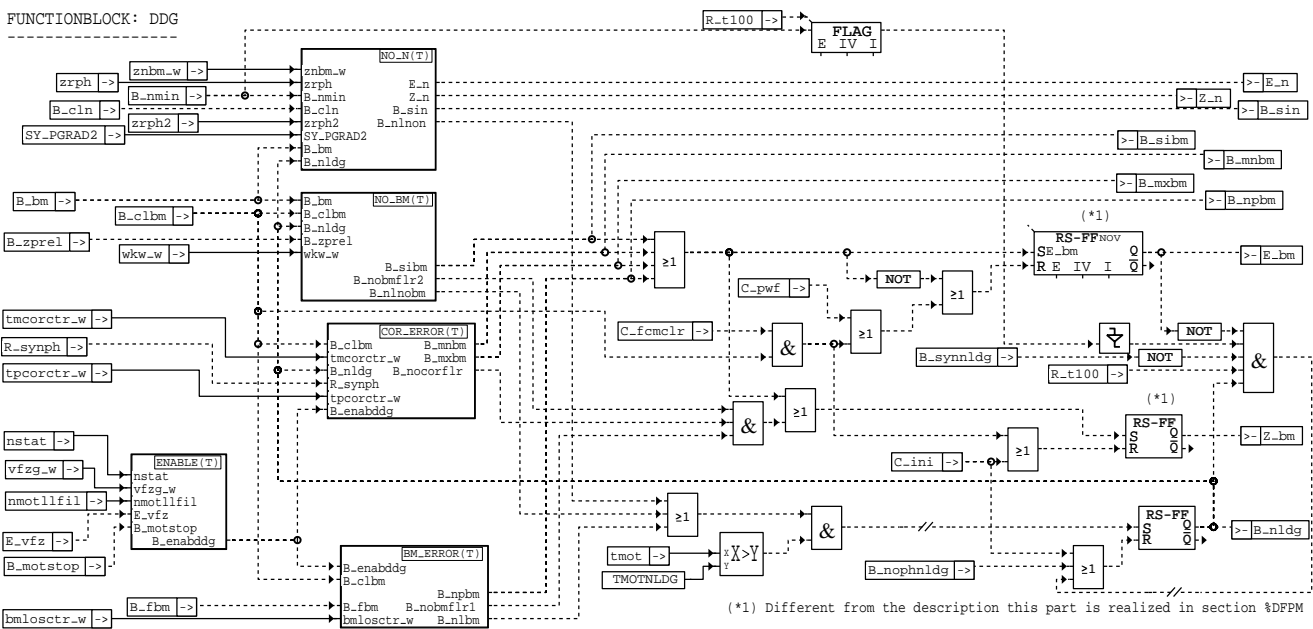 FUNCTIONBLOCK: DDG
R_t100 ->
FLAG
E IV I
NO_N(T)
znbm_w ->
zrph ->
B_nmin ->
B_cln ->
zrph2 ->
SY_PGRAD2 ->
znbm_w
zrph
B_nmin
B_cln
zrph2
SY_PGRAD2
B_bm
B_nldg
E_n
Z_n
B_sin
B_nlnon
>- E_n
>- Z_n
>- B_sin
>- B_sibm
>- B_mnbm
>- B_mxbm
>- B_npbm
B_bm ->
B_clbm ->
B_zprel ->
wkw_w ->
NO_BM(T)
B_bm
B_clbm
B_nldg
B_zprel
wkw_w
B_sibm
B_nobmflr2
B_nlnobm
≥1
(*1)
RS-FF NOV
S E_bm Q
R E IV I Q
>- E_bm
NOT
≥1
C_pwf ->
≥1
C_fcmclr ->
&
tmcorctr_w ->
R_synph ->
tpcorctr_w ->
COR_ERROR(T)
B_clbm
tmcorctr_w
B_nldg
R_synph
tpcorctr_w
B_enabddg
B_mnbm
B_mxbm
B_nocorflr
B_synnldg ->
NOT
NOT
R_t100 ->
&
&
≥1
(*1)
RS-FF
S Q
R Q
>- Z_bm
C_ini ->
≥1
nstat ->
vfzg_w ->
nmotllfil ->
E_vfz ->
B_motstop ->
ENABLE(T)
nstat
vfzg_w
nmotllfil
E_vfz
B_motstop
B_enabddg
≥1
&
RS-FF
S Q
R Q
>- B_nldg
tmot ->
TMOTNLDG
X
Y
X>Y
B_nophnldg ->
≥1
B_fbm ->
bmlosctr_w ->
BM_ERROR(T)
B_enabddg
B_clbm
B_fbm
bmlosctr_w
B_npbm
B_nobmflr1
B_nlbm
(*1) Different from the description this part is realized in section %DFPM